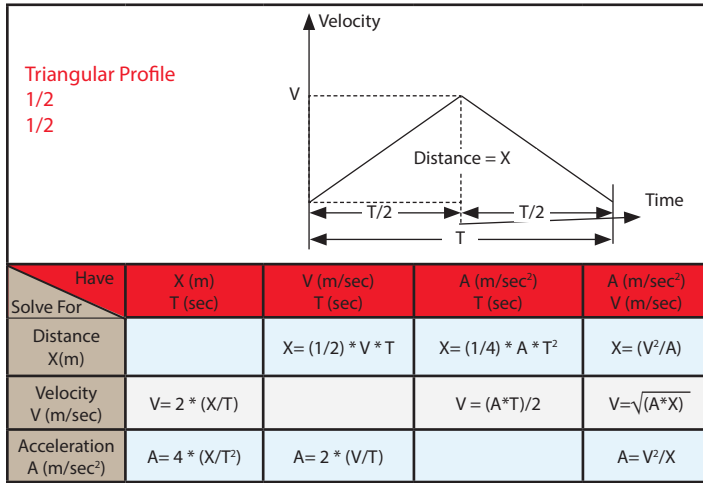 Velocity
Triangular Profile
1/2
1/2
V
Distance = X
Time
T/2 T/2
T
Have
Solve For
X (m)
T (sec)
V (m/sec)
T (sec)
A (m/sec²)
T (sec)
A (m/sec²)
V (m/sec)
Distance
X(m)
X= (1/2) * V * T
X= (1/4) * A * T²
X= (V²/A)
Velocity
V (m/sec)
V= 2 * (X/T)
V = (A*T)/2
V=√(A*X)
Acceleration
A (m/sec²)
A= 4 * (X/T²)
A= 2 * (V/T)
A= V²/X